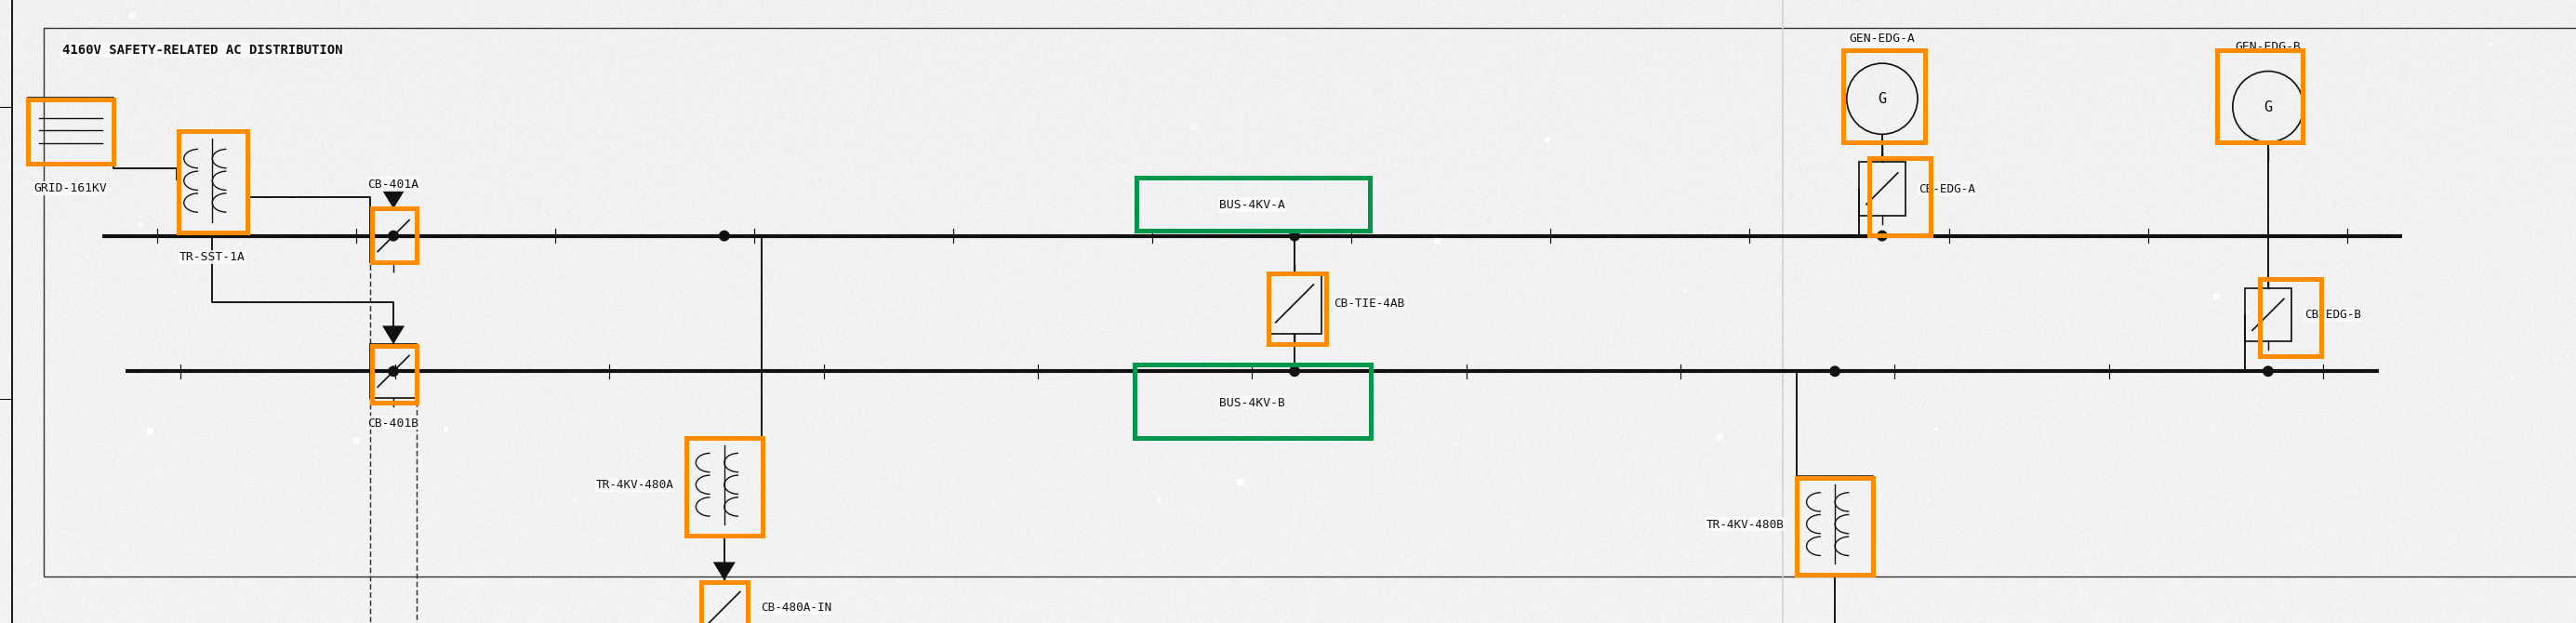 4160V SAFETY-RELATED AC DISTRIBUTION
GEN-EDG-A
GEN-EDG-B
G
G
GRID-161KV
CB-401A
CB-EDG-A
BUS-4KV-A
TR-SST-1A
CB-TIE-4AB
CB-EDG-B
BUS-4KV-B
CB-401B
TR-4KV-480A
TR-4KV-480B
CB-480A-IN